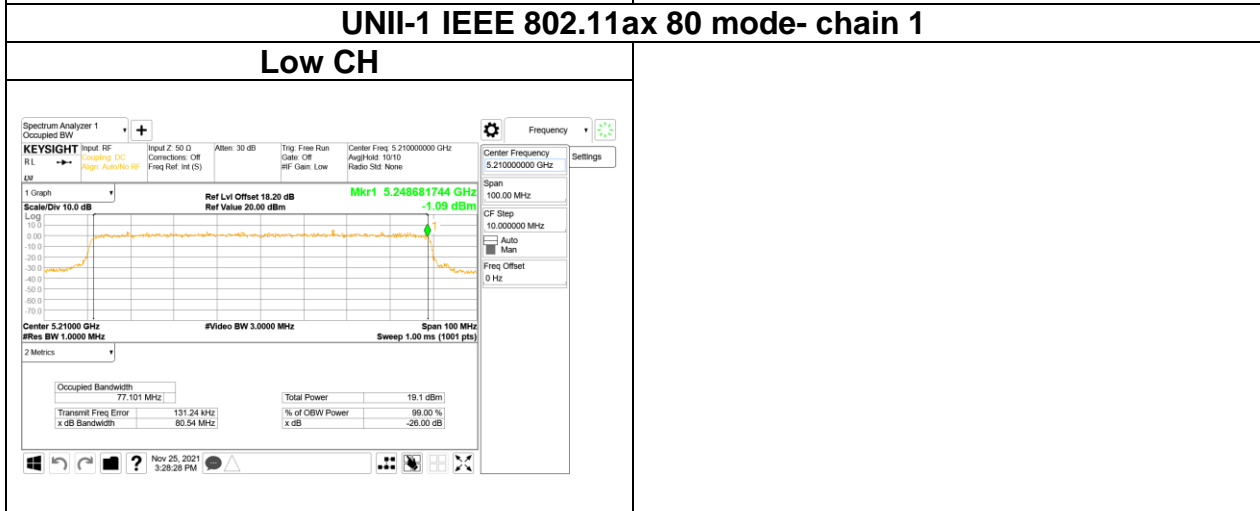 UNII-1 IEEE 802.11ax 80 mode- chain 1
Low CH
Spectrum Analyzer 1
Occupied BW
Frequency
KEYSIGHT
Input: RF
Coupling: DC
Align: Auto/No RF
Input Z: 50 Ω
Corrections: Off
Freq Ref: Int (S)
Atten: 30 dB
Trig: Free Run
Gate: Off
#IF Gain: Low
Center Freq: 5.210000000 GHz
Avg|Hold: 10/10
Radio Std: None
R L
LW
Center Frequency
5.210000000 GHz
Settings
Span
100.00 MHz
CF Step
10.000000 MHz
Auto
Man
Freq Offset
0 Hz
1 Graph
Scale/Div 10.0 dB
Ref Lvl Offset 18.20 dB
Ref Value 20.00 dBm
Mkr1 5.248681744 GHz
-1.09 dBm
Log
10.0
0.00
-10.0
-20.0
-30.0
-40.0
-50.0
-60.0
-70.0
1
Center 5.21000 GHz
#Res BW 1.0000 MHz
#Video BW 3.0000 MHz
Span 100 MHz
Sweep 1.00 ms (1001 pts)
2 Metrics
Occupied Bandwidth
77.101 MHz
Transmit Freq Error 131.24 kHz
x dB Bandwidth 80.54 MHz
Total Power 19.1 dBm
% of OBW Power 99.00 %
x dB -26.00 dB
?
Nov 25, 2021
3:28:28 PM